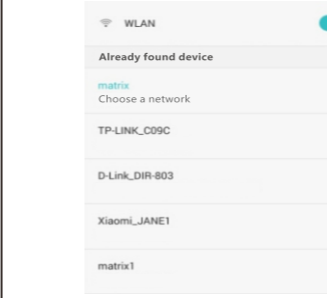 WLAN
Already found device
matrix
Choose a network
TP-LINK_C09C
D-Link_DIR-803
Xiaomi_JANE1
matrix1